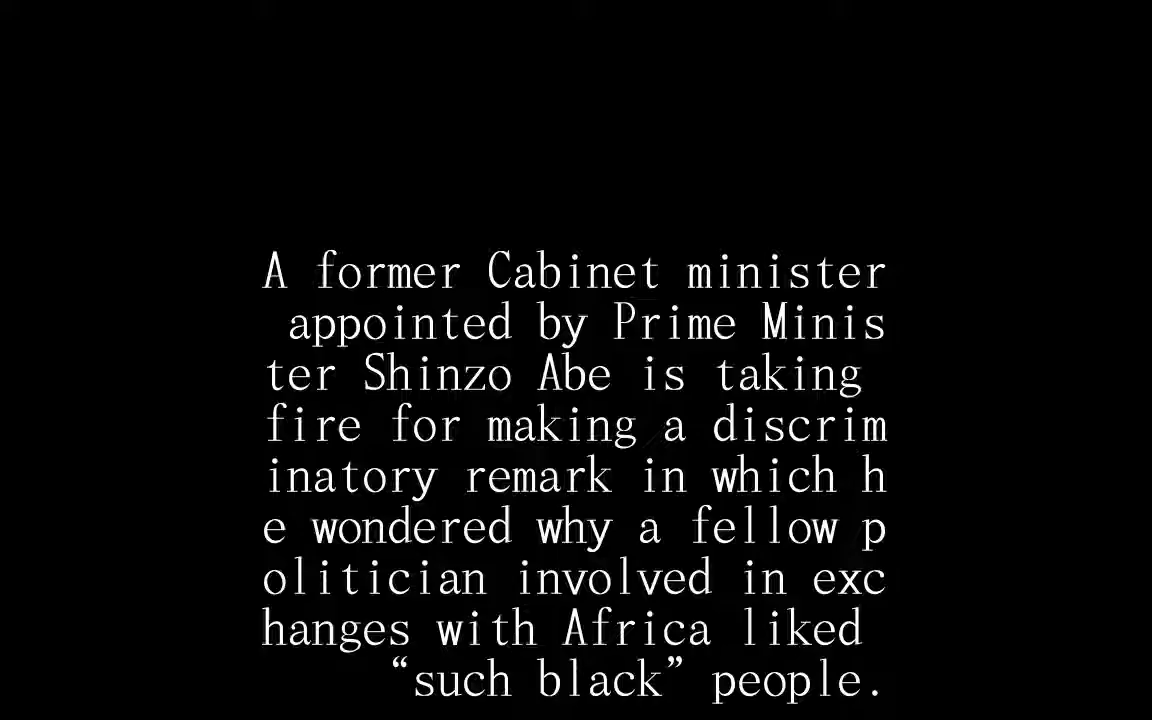 A former Cabinet minister
appointed by Prime Minis
ter Shinzo Abe is taking
fire for making a discrim
inatory remark in which h
e wondered why a fellow p
olitician involved in exc
hanges with Africa liked
“such black” people.